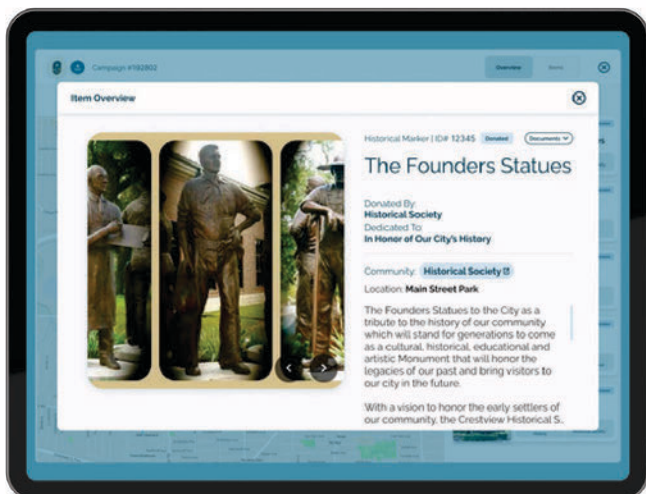 Campaign #192802
Overview
Items
Item Overview
Historical Marker | ID# 12345
Donated
Documents
The Founders Statues
Donated By:
Historical Society
Dedicated To:
In Honor of Our City's History
Community: Historical Society
Location: Main Street Park
The Founders Statues to the City as a
tribute to the history of our community
which will stand for generations to come
as a cultural, historical, educational and
artistic Monument that will honor the
legacies of our past and bring visitors to
our city in the future.
With a vision to honor the early settlers of
our community, the Crestview Historical S..